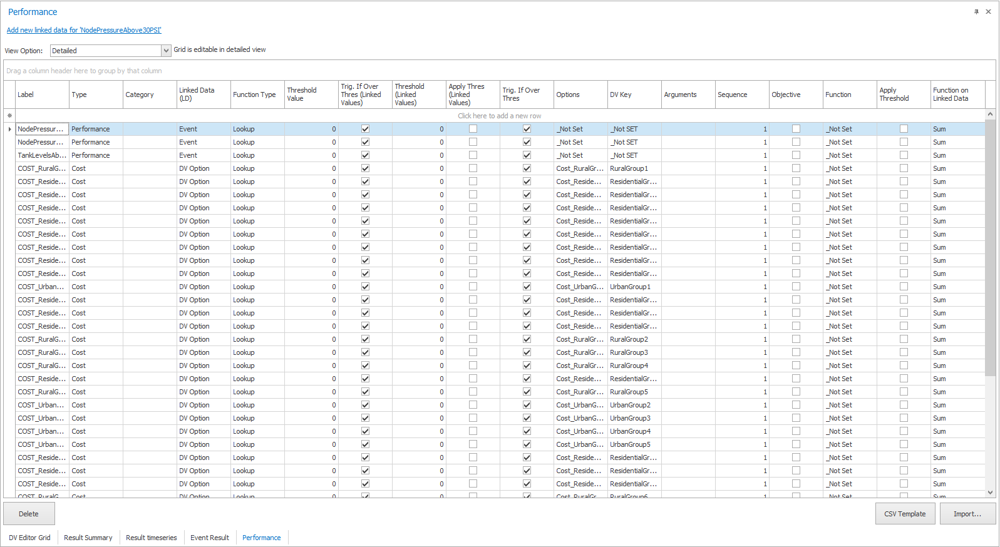 Performance
Add new linked data for 'NodePressureAbove30PSI'
View Option: Detailed Grid is editable in detailed view
Drag a column header here to group by that column
Label Type Category Linked Data (LD) Function Type Threshold Value Trig. If Over Thres (Linked Values) Threshold (Linked Values) Apply Thres (Linked Values) Trig. If Over Thres Options DV Key Arguments Sequence Objective Function Apply Threshold Function on Linked Data
Click here to add a new row
NodePressur... Performance Event Lookup 0 0 _Not Set _Not SET 1 _Not Set Sum
NodePressur... Performance Event Lookup 0 0 _Not Set _Not SET 1 _Not Set Sum
TankLevelsAb... Performance Event Lookup 0 0 _Not Set _Not SET 1 _Not Set Sum
COST_RuralG... Cost DV Option Lookup 0 0 Cost_RuralGr... RuralGroup1 1 _Not Set Sum
COST_Reside... Cost DV Option Lookup 0 0 Cost_Reside... ResidentialGr... 1 _Not Set Sum
COST_Reside... Cost DV Option Lookup 0 0 Cost_Reside... ResidentialGr... 1 _Not Set Sum
COST_Reside... Cost DV Option Lookup 0 0 Cost_Reside... ResidentialGr... 1 _Not Set Sum
COST_Reside... Cost DV Option Lookup 0 0 Cost_Reside... ResidentialGr... 1 _Not Set Sum
COST_Reside... Cost DV Option Lookup 0 0 Cost_Reside... ResidentialGr... 1 _Not Set Sum
COST_Reside... Cost DV Option Lookup 0 0 Cost_Reside... ResidentialGr... 1 _Not Set Sum
COST_Reside... Cost DV Option Lookup 0 0 Cost_Reside... ResidentialGr... 1 _Not Set Sum
COST_Reside... Cost DV Option Lookup 0 0 Cost_Reside... ResidentialGr... 1 _Not Set Sum
COST_Urban... Cost DV Option Lookup 0 0 Cost_UrbanG... UrbanGroup1 1 _Not Set Sum
COST_Reside... Cost DV Option Lookup 0 0 Cost_Reside... ResidentialGr... 1 _Not Set Sum
COST_Reside... Cost DV Option Lookup 0 0 Cost_Reside... ResidentialGr... 1 _Not Set Sum
COST_Reside... Cost DV Option Lookup 0 0 Cost_Reside... ResidentialGr... 1 _Not Set Sum
COST_RuralG... Cost DV Option Lookup 0 0 Cost_RuralGr... RuralGroup2 1 _Not Set Sum
COST_RuralG... Cost DV Option Lookup 0 0 Cost_RuralGr... RuralGroup3 1 _Not Set Sum
COST_RuralG... Cost DV Option Lookup 0 0 Cost_RuralGr... RuralGroup4 1 _Not Set Sum
COST_Reside... Cost DV Option Lookup 0 0 Cost_Reside... ResidentialGr... 1 _Not Set Sum
COST_RuralG... Cost DV Option Lookup 0 0 Cost_RuralGr... RuralGroup5 1 _Not Set Sum
COST_Urban... Cost DV Option Lookup 0 0 Cost_UrbanG... UrbanGroup2 1 _Not Set Sum
COST_Urban... Cost DV Option Lookup 0 0 Cost_UrbanG... UrbanGroup3 1 _Not Set Sum
COST_Urban... Cost DV Option Lookup 0 0 Cost_UrbanG... UrbanGroup4 1 _Not Set Sum
COST_Urban... Cost DV Option Lookup 0 0 Cost_UrbanG... UrbanGroup5 1 _Not Set Sum
COST_Reside... Cost DV Option Lookup 0 0 Cost_Reside... ResidentialGr... 1 _Not Set Sum
COST_Reside... Cost DV Option Lookup 0 0 Cost_Reside... ResidentialGr... 1 _Not Set Sum
COST_Reside... Cost DV Option Lookup 0 0 Cost_Reside... ResidentialGr... 1 _Not Set Sum
COST_RuralG... Cost DV Option Lookup 0 0 Cost_RuralGr... RuralGroup6 1 _Not Set Sum
Delete CSV Template Import...
DV Editor Grid Result Summary Result timeseries Event Result Performance